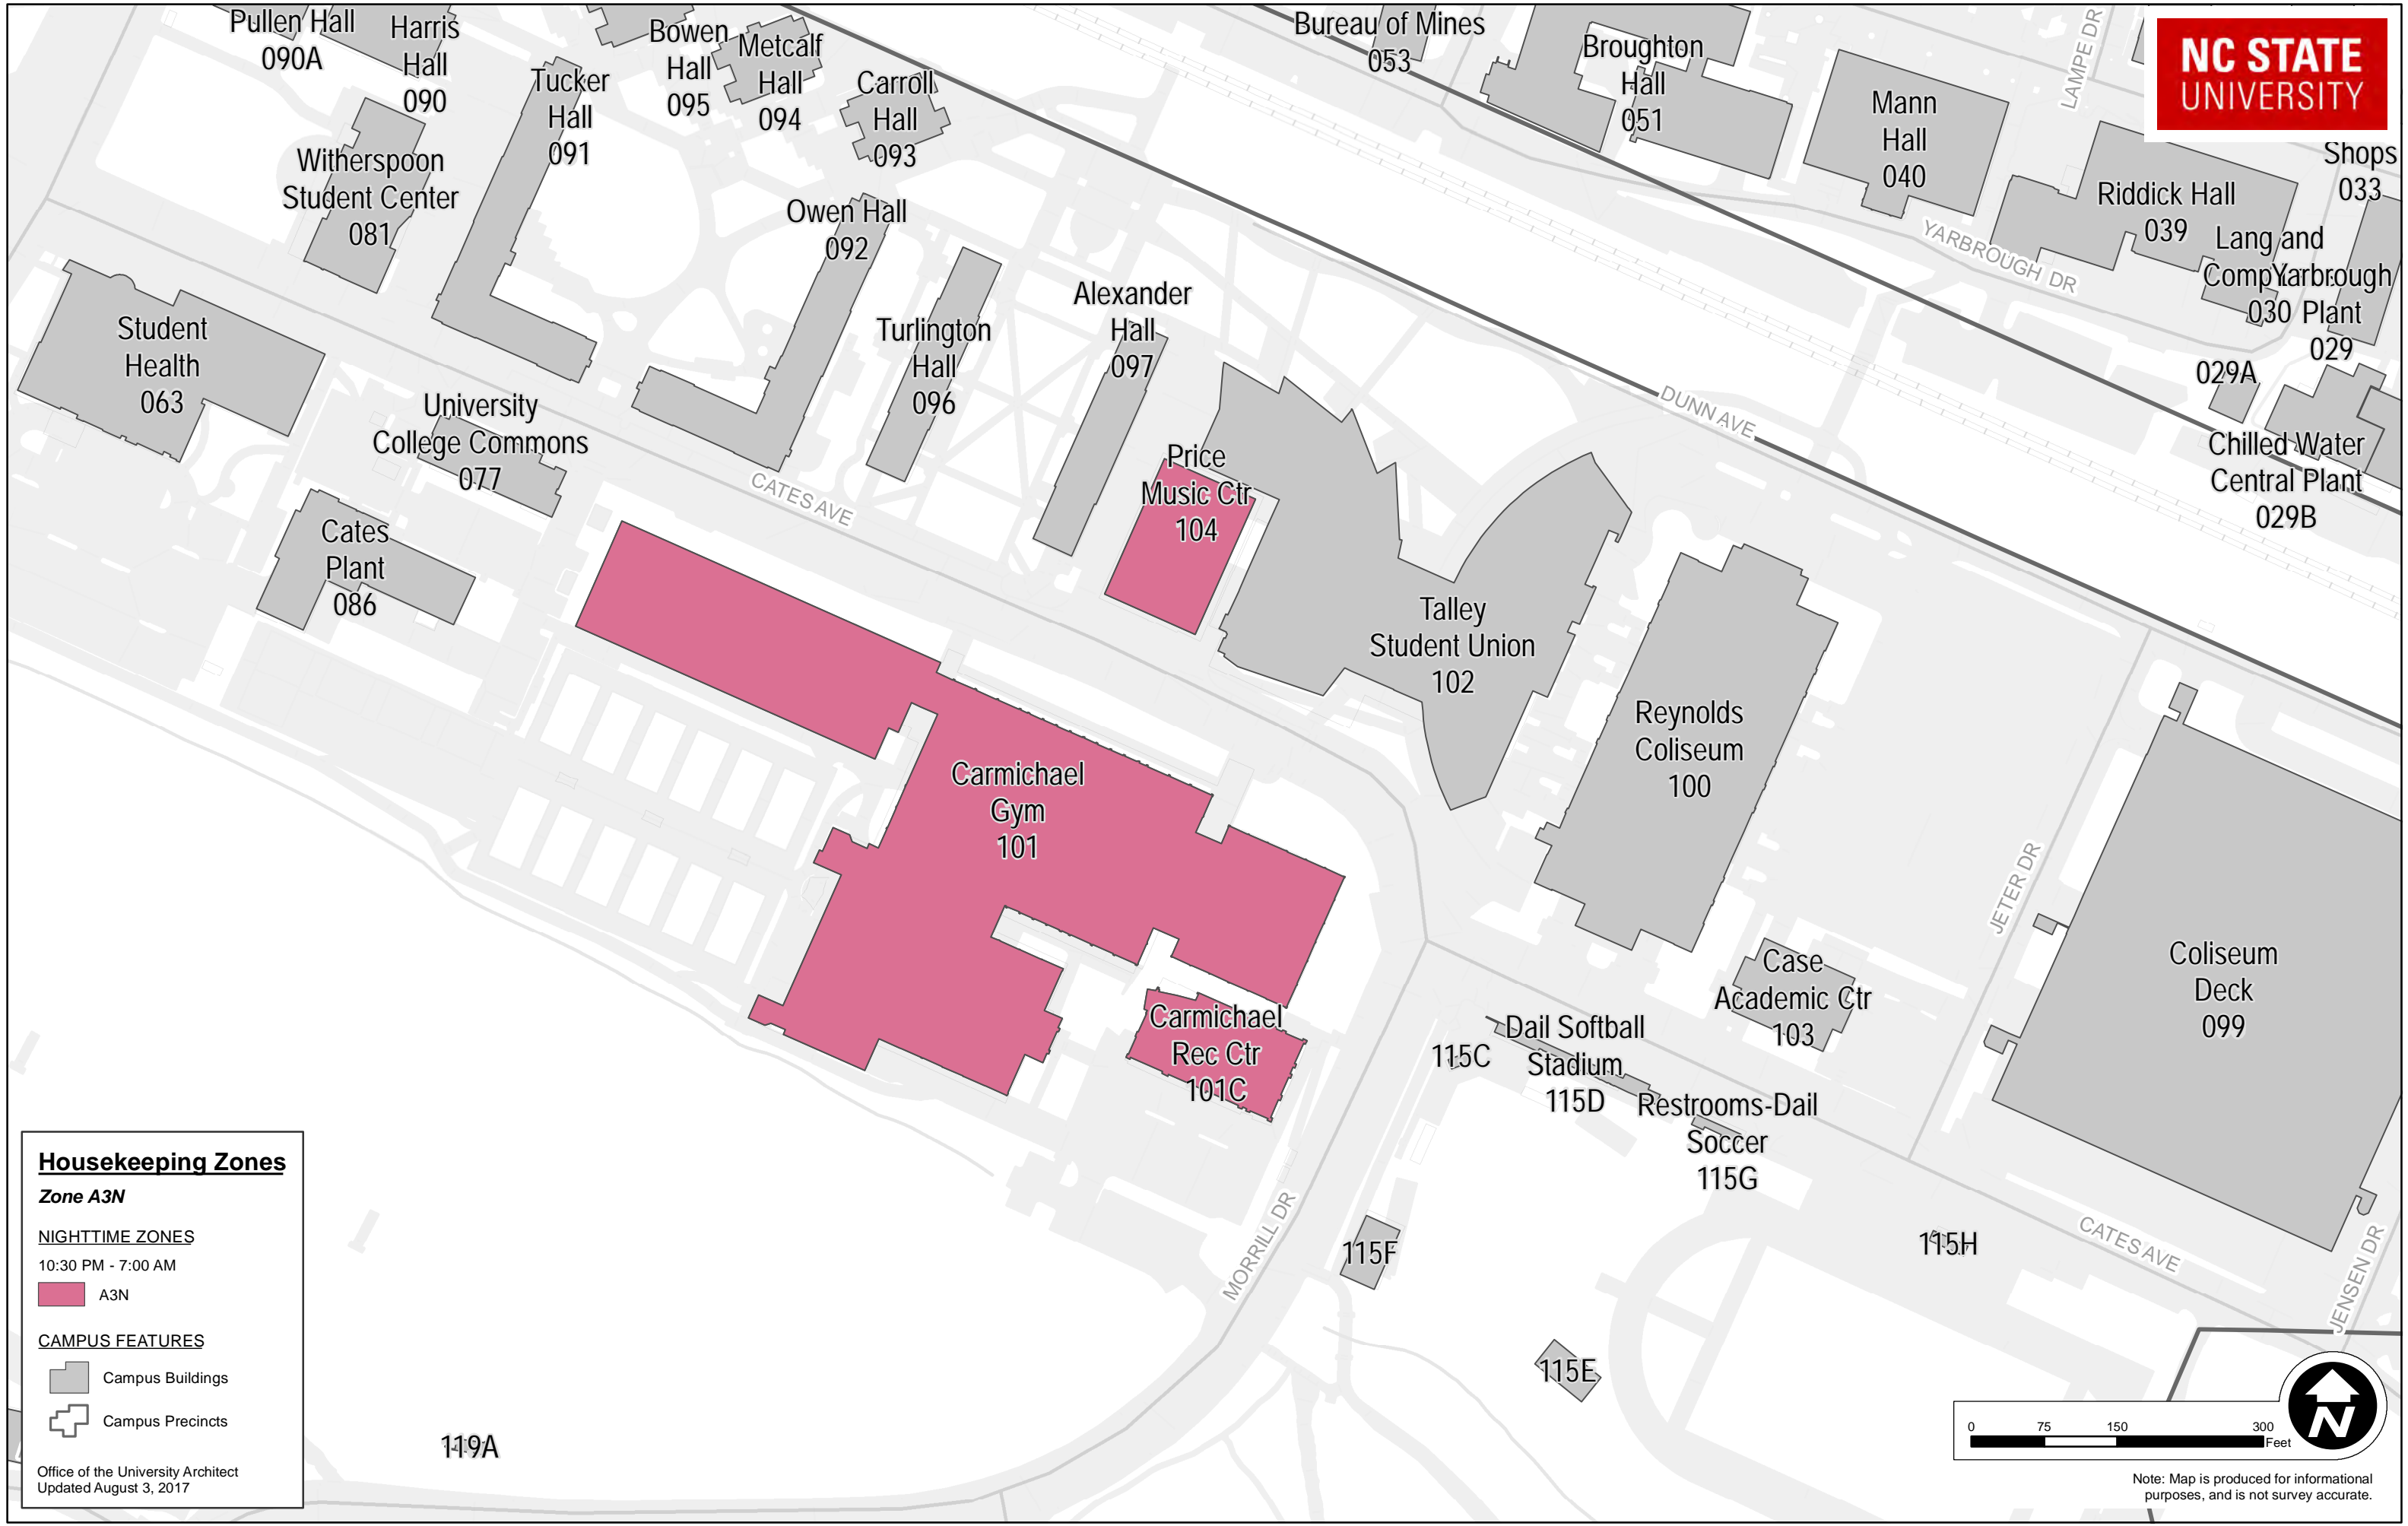 Pullen Hall
090A
Harris
Hall
090
Bowen
Hall
095
Metcalf
Hall
094
Carroll
Hall
093
Tucker
Hall
091
Bureau of Mines
053
Broughton
Hall
051
Mann
Hall
040
LAMPE DR
NC STATE
UNIVERSITY
Shops
033
Witherspoon
Student Center
081
Owen Hall
092
Riddick Hall
039
YARBROUGH DR
Lang and
Comp
030
Yarbrough
Plant
029
Student
Health
063
Turlington
Hall
096
Alexander
Hall
097
029A
DUNN AVE
University
College Commons
077
Chilled Water
Central Plant
029B
CATES AVE
Price
Music Ctr
104
Cates
Plant
086
Talley
Student Union
102
Reynolds
Coliseum
100
Carmichael
Gym
101
JETER DR
Coliseum
Deck
099
Case
Academic Ctr
103
Carmichael
Rec Ctr
101C
115C
Dail Softball
Stadium
115D
Restrooms-Dail
Soccer
115G
MORRILL DR
115F
115H
CATES AVE
JENSEN DR
115E
119A
Housekeeping Zones
Zone A3N
NIGHTTIME ZONES
10:30 PM - 7:00 AM
A3N
CAMPUS FEATURES
Campus Buildings
Campus Precincts
Office of the University Architect
Updated August 3, 2017
0 75 150 300
Feet
N
Note: Map is produced for informational
purposes, and is not survey accurate.